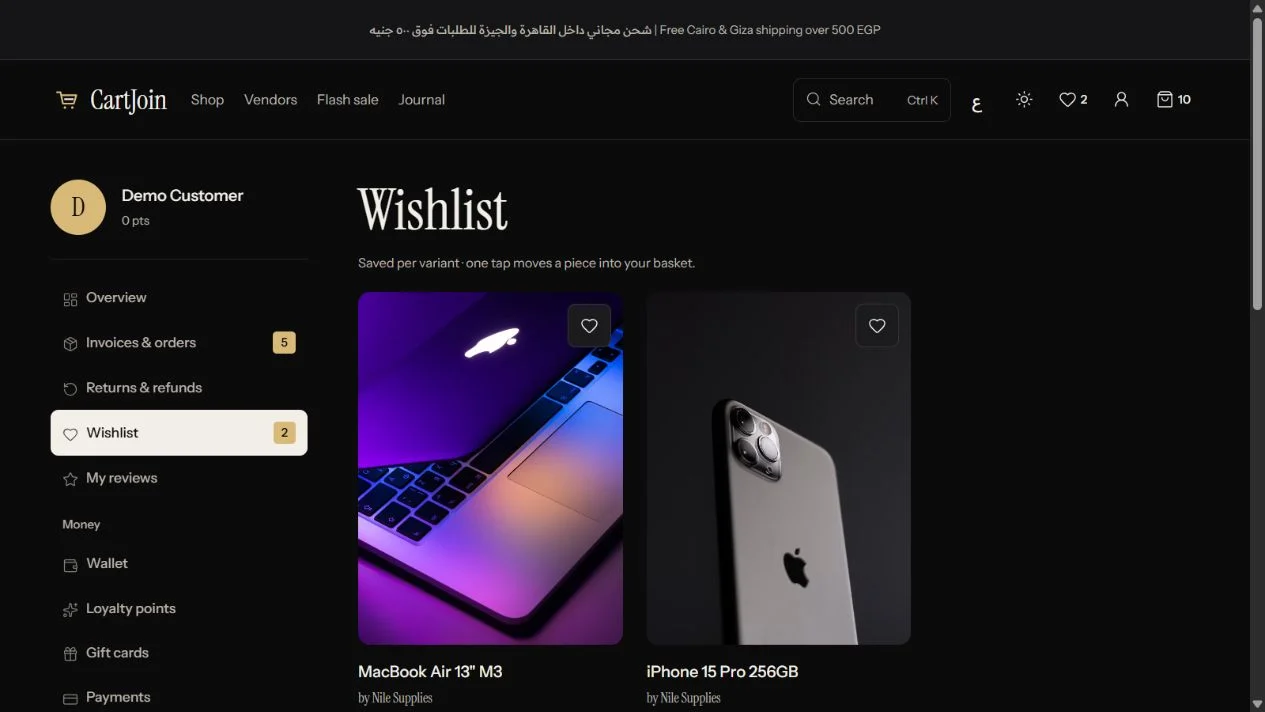 شحن مجاني داخل القاهرة والجيزة للطلبات فوق ٥٠٠ جنيه | Free Cairo & Giza shipping over 500 EGP
CartJoin
Shop
Vendors
Flash sale
Journal
Search
Ctrl K
ع
2
10
D
Demo Customer
0 pts
Overview
Invoices & orders
5
Returns & refunds
Wishlist
2
My reviews
Money
Wallet
Loyalty points
Gift cards
Payments
Wishlist
Saved per variant · one tap moves a piece into your basket.
MacBook Air 13" M3
by Nile Supplies
iPhone 15 Pro 256GB
by Nile Supplies